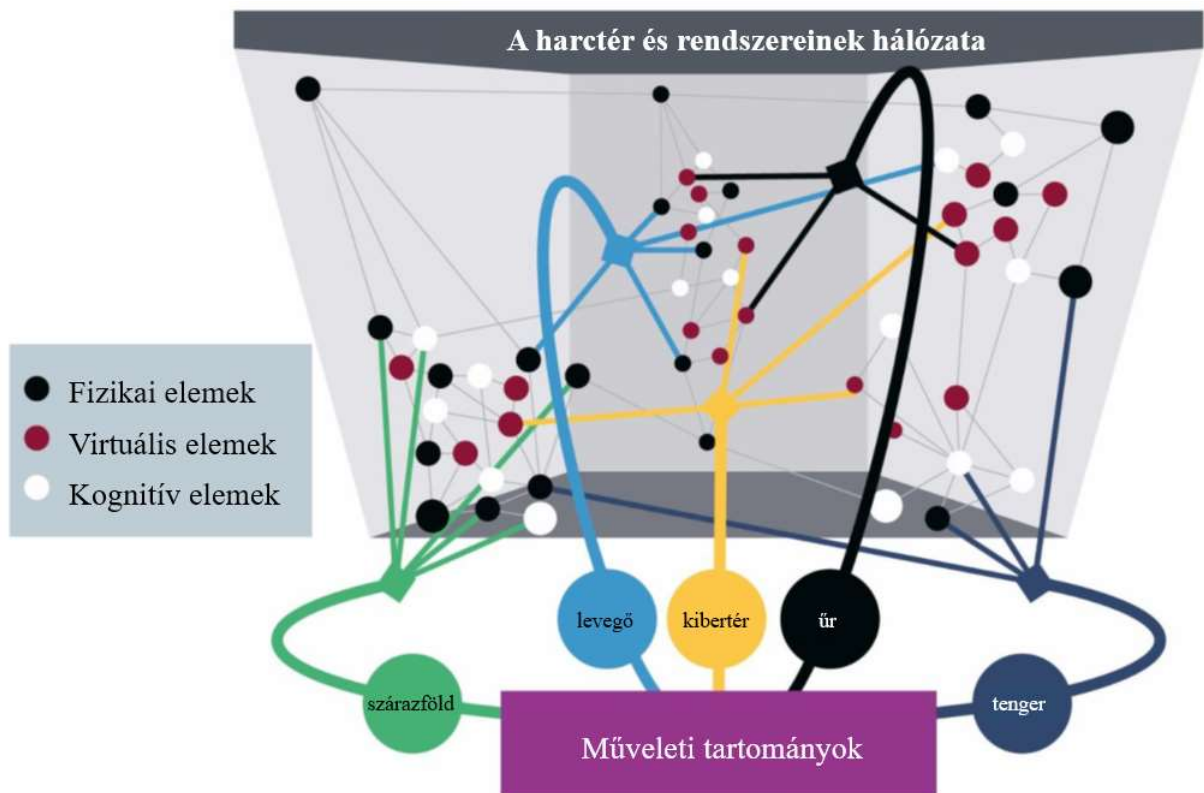 A harctér és rendszereinek hálózata
Fizikai elemek
Virtuális elemek
Kognitív elemek
levegő
kibertér
űr
szárazföld
tenger
Műveleti tartományok